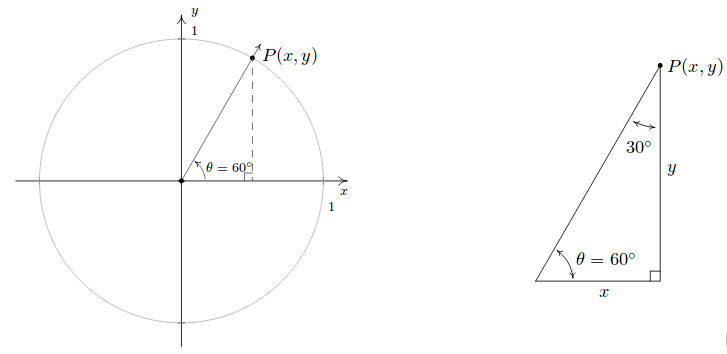 y
1
P(x, y)
θ = 60°
x
1
P(x, y)
30°
y
θ = 60°
x